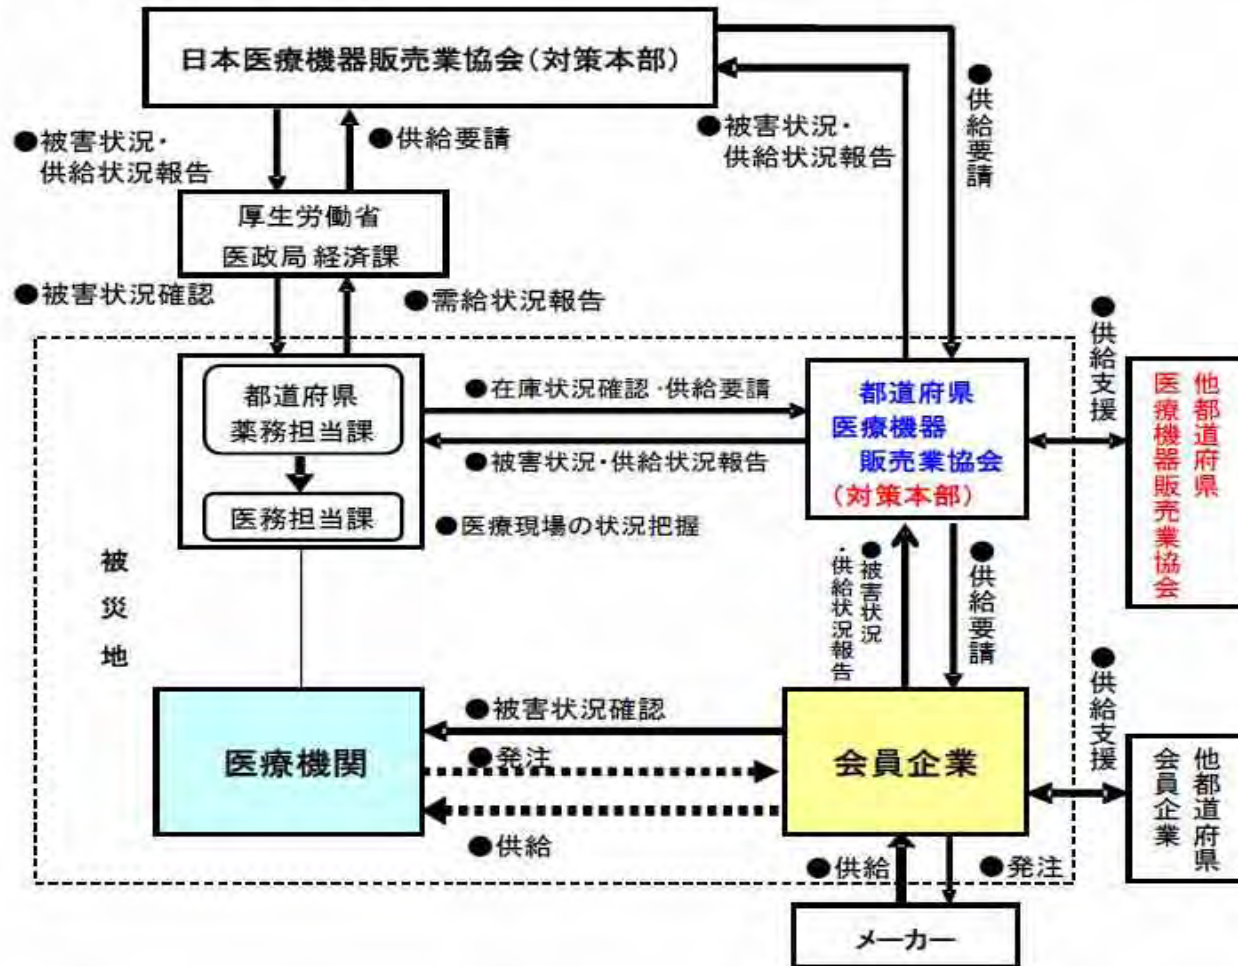 日本医療機器販売業協会(対策本部)
●被害状況・
供給状況報告
●供給要請
●被害状況・
供給状況報告
●供給要請
厚生労働省
医政局 経済課
●被害状況確認
●需給状況報告
●供給支援
都道府県
薬務担当課
医務担当課
●在庫状況確認・供給要請
●被害状況・供給状況報告
●医療現場の状況把握
都道府県
医療機器
販売業協会
(対策本部)
他都道府県
医療機器販売業協会
被災地
●被害状況
・供給状況報告
●供給要請
●供給支援
医療機関
●被害状況確認
●発注
●供給
会員企業
他都道府県
会員企業
●供給
●発注
メーカー